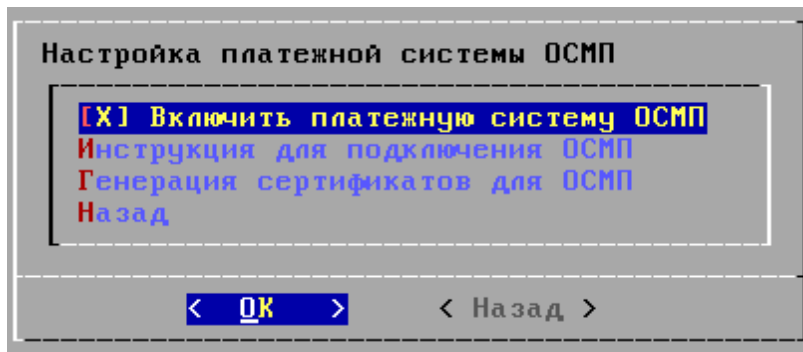 Настройка платежной системы ОСМП
[X] Включить платежную систему ОСМП
Инструкция для подключения ОСМП
Генерация сертификатов для ОСМП
Назад
< OK > < Назад >